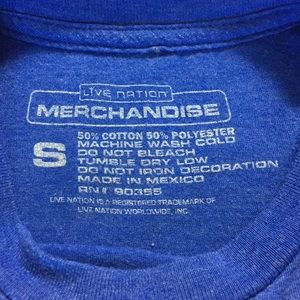 LIVE NATION
MERCHANDISE
S
50% COTTON 50% POLYESTER
MACHINE WASH COLD
DO NOT BLEACH
TUMBLE DRY LOW
DO NOT IRON DECORATION
MADE IN MEXICO
RN# 90355
LIVE NATION IS A REGISTERED TRADEMARK OF
LIVE NATION WORLDWIDE, INC.